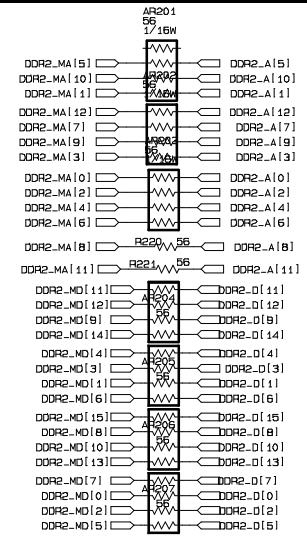 AR201
56
1/16W
DDR2_MA[5] DDR2_A[5]
DDR2_MA[10] AR202 DDR2_A[10]
56
DDR2_MA[1] DDR2_A[1]
DDR2_MA[12] DDR2_A[12]
DDR2_MA[7] DDR2_A[7]
DDR2_MA[9] DDR2_A[9]
56
DDR2_MA[3] DDR2_A[3]
DDR2_MA[0] DDR2_A[0]
DDR2_MA[2] DDR2_A[2]
DDR2_MA[4] DDR2_A[4]
DDR2_MA[6] DDR2_A[6]
DDR2_MA[8] R220 56 DDR2_A[8]
DDR2_MA[11] R221 56 DDR2_A[11]
DDR2_MD[11] DDR2_D[11]
DDR2_MD[12] AR204 DDR2_D[12]
DDR2_MD[9] 56 DDR2_D[9]
DDR2_MD[14] DDR2_D[14]
DDR2_MD[4] DDR2_D[4]
DDR2_MD[3] AR205 DDR2_D[3]
DDR2_MD[1] 56 DDR2_D[1]
DDR2_MD[6] DDR2_D[6]
DDR2_MD[15] DDR2_D[15]
DDR2_MD[8] AR206 DDR2_D[8]
DDR2_MD[10] 56 DDR2_D[10]
DDR2_MD[13] DDR2_D[13]
DDR2_MD[7] DDR2_D[7]
DDR2_MD[0] AR207 DDR2_D[0]
DDR2_MD[2] 56 DDR2_D[2]
DDR2_MD[5] DDR2_D[5]